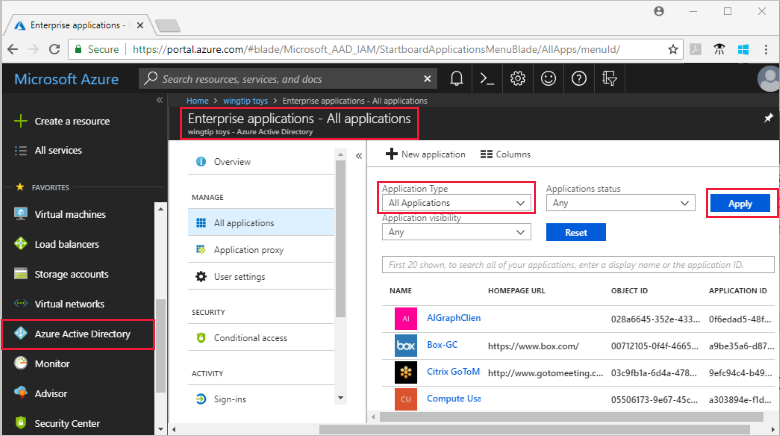 Enterprise applications - 
Secure
https://portal.azure.com/#blade/Microsoft_AAD_IAM/StartboardApplicationsMenuBlade/AllApps/menuId/
Microsoft Azure
Search resources, services, and docs
Create a resource
All services
FAVORITES
Virtual machines
Load balancers
Storage accounts
Virtual networks
Azure Active Directory
Monitor
Advisor
Security Center
Home > wingtip toys > Enterprise applications - All applications
Enterprise applications - All applications
wingtip toys - Azure Active Directory
Overview
MANAGE
All applications
Application proxy
User settings
SECURITY
Conditional access
ACTIVITY
Sign-ins
New application Columns
Application Type Applications status
All Applications Any Apply
Application visibility
Any Reset
First 20 shown, to search all of your applications, enter a display name or the application ID.
NAME HOMEPAGE URL OBJECT ID APPLICATION ID
AI AIGraphClien 028a6645-352e-433... 0f6edad5-48f...
box Box-GC https://www.box.com/ 00712105-0f4f-4665... a9be35a6-d87...
Citrix GoToM http://www.gotomeeting.c... 03c9fb1a-6d4a-478... 9efc94c4-b49...
CU Compute Usa 05506173-9e67-45c... a303894e-f1d...